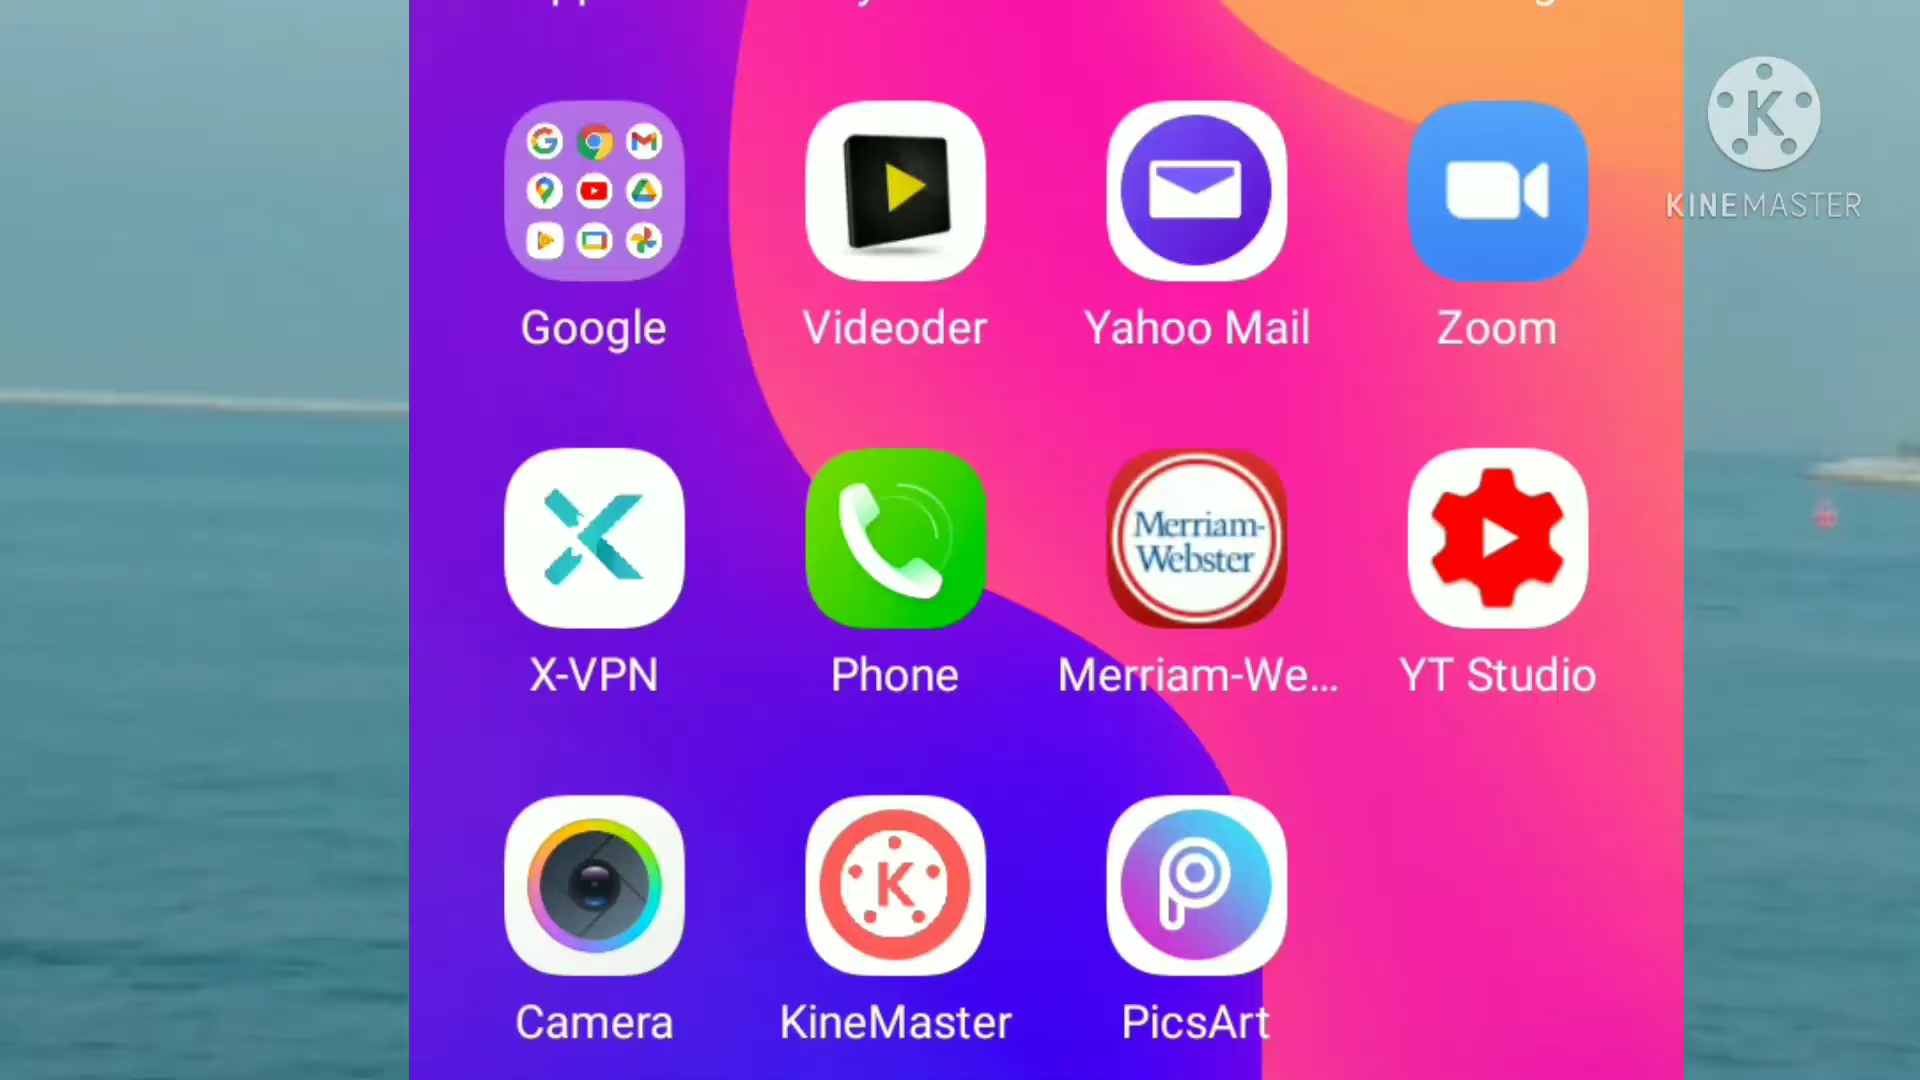 Google Videoder Yahoo Mail Zoom
KINEMASTER
Merriam-
Webster
X-VPN Phone Merriam-We... YT Studio
Camera KineMaster PicsArt